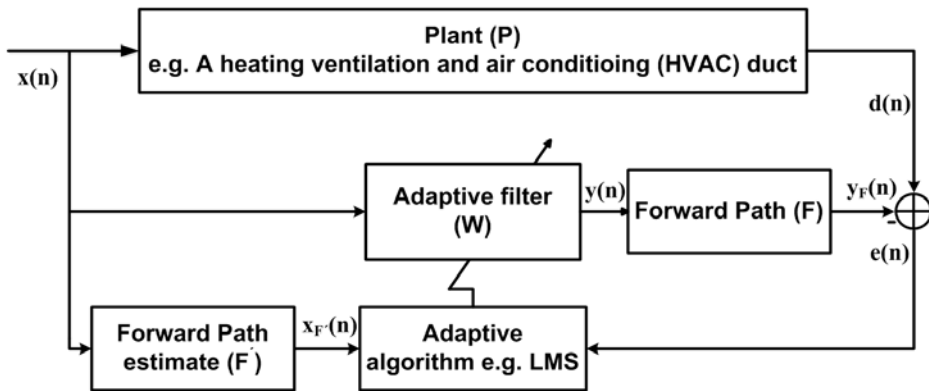 Plant (P)
e.g. A heating ventilation and air conditioing (HVAC) duct
x(n)
d(n)
Adaptive filter
(W)
y(n)
Forward Path (F)
yF(n)
-
e(n)
Forward Path
estimate (F´)
xF´(n)
Adaptive
algorithm e.g. LMS